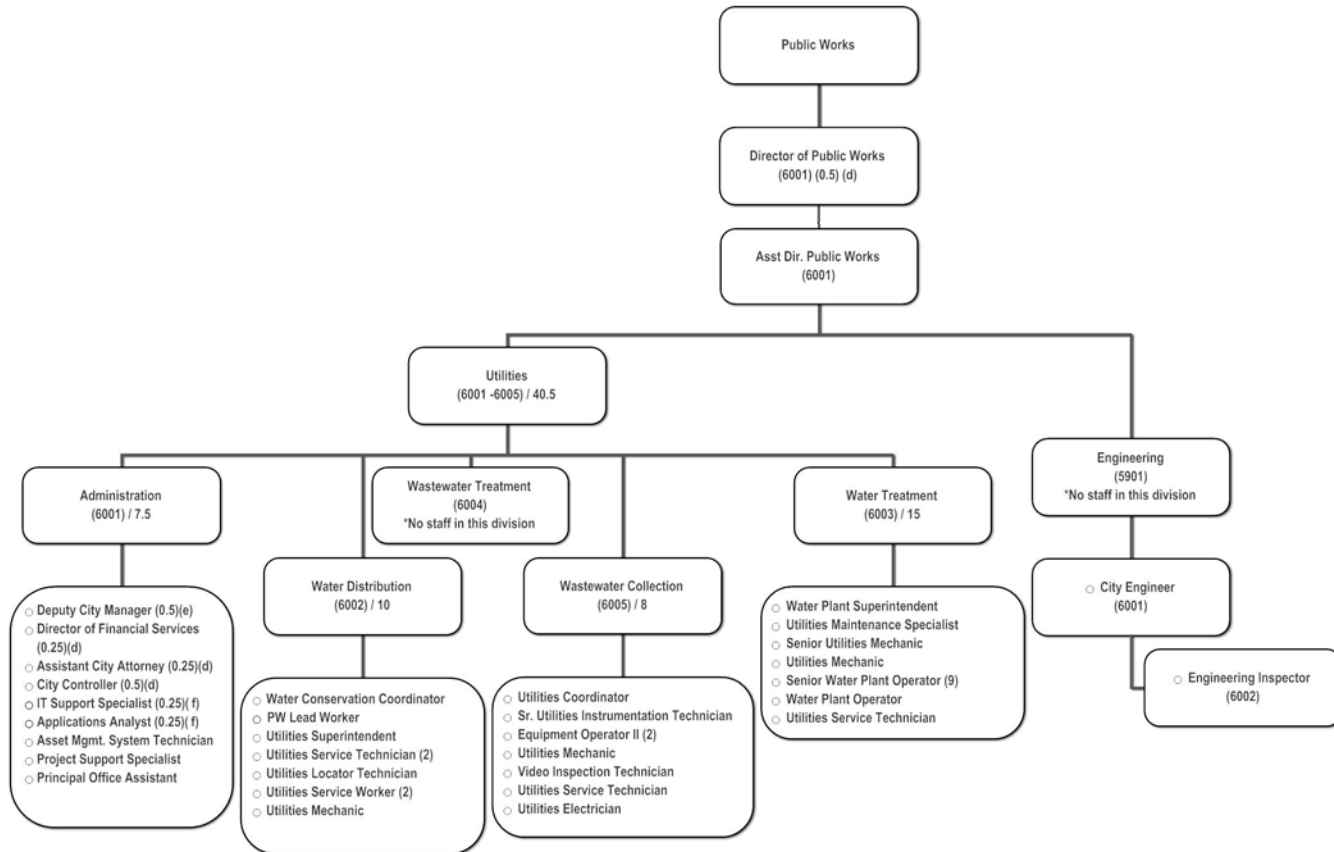 Public Works
Director of Public Works
(6001) (0.5) (d)
Asst Dir. Public Works
(6001)
Utilities
(6001 -6005) / 40.5
Administration
(6001) / 7.5
Deputy City Manager (0.5)(e)
Director of Financial Services
(0.25)(d)
Assistant City Attorney (0.25)(d)
City Controller (0.5)(d)
IT Support Specialist (0.25)( f)
Applications Analyst (0.25)( f)
Asset Mgmt. System Technician
Project Support Specialist
Principal Office Assistant
Water Distribution
(6002) / 10
Water Conservation Coordinator
PW Lead Worker
Utilities Superintendent
Utilities Service Technician (2)
Utilities Locator Technician
Utilities Service Worker (2)
Utilities Mechanic
Wastewater Treatment
(6004)
*No staff in this division
Wastewater Collection
(6005) / 8
Utilities Coordinator
Sr. Utilities Instrumentation Technician
Equipment Operator II (2)
Utilities Mechanic
Video Inspection Technician
Utilities Service Technician
Utilities Electrician
Water Treatment
(6003) / 15
Water Plant Superintendent
Utilities Maintenance Specialist
Senior Utilities Mechanic
Utilities Mechanic
Senior Water Plant Operator (9)
Water Plant Operator
Utilities Service Technician
Engineering
(5901)
*No staff in this division
City Engineer
(6001)
Engineering Inspector
(6002)